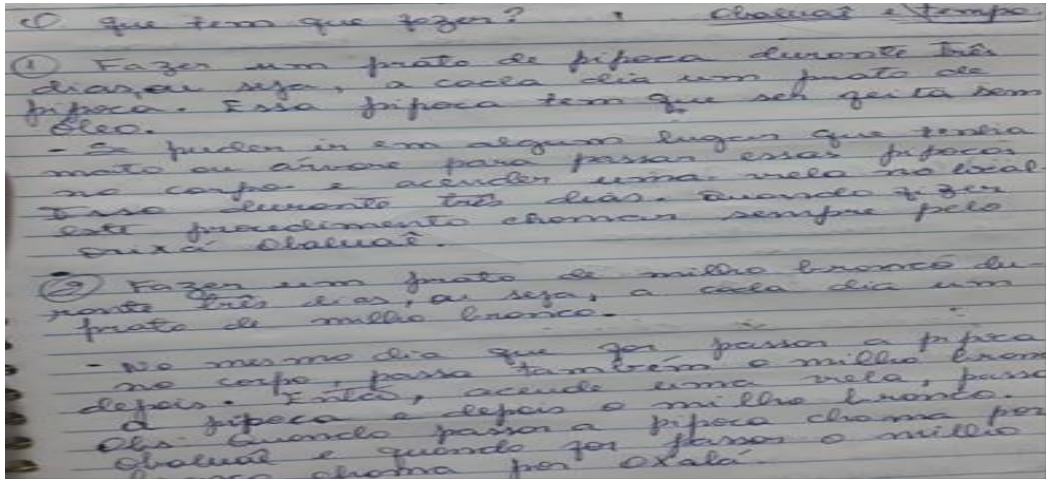 O que tem que fazer? . Obaluaê e Tempo.
① Fazer um prato de pipoca durante três
dias, ou seja, a cada dia um prato de
pipoca. Essa pipoca tem que ser feita sem
óleo.
- Se puder ir em algum lugar que tenha
mato ou árvore para passar essas pipocas
no corpo e acender uma vela no local.
Isso durante três dias. Quando fizer
este procedimento chamar sempre pelo
orixá Obaluaê.
② Fazer um prato de milho branco du-
rante três dias, ou seja, a cada dia um
prato de milho branco.
- No mesmo dia que for passar a pipoca
no corpo, passa também o milho bran
depois. Então, acende uma vela, passa
a pipoca e depois o milho branco.
Obs: Quando passar a pipoca chama por
Obaluaê e quando for passar o milho
branco chama por Oxalá.